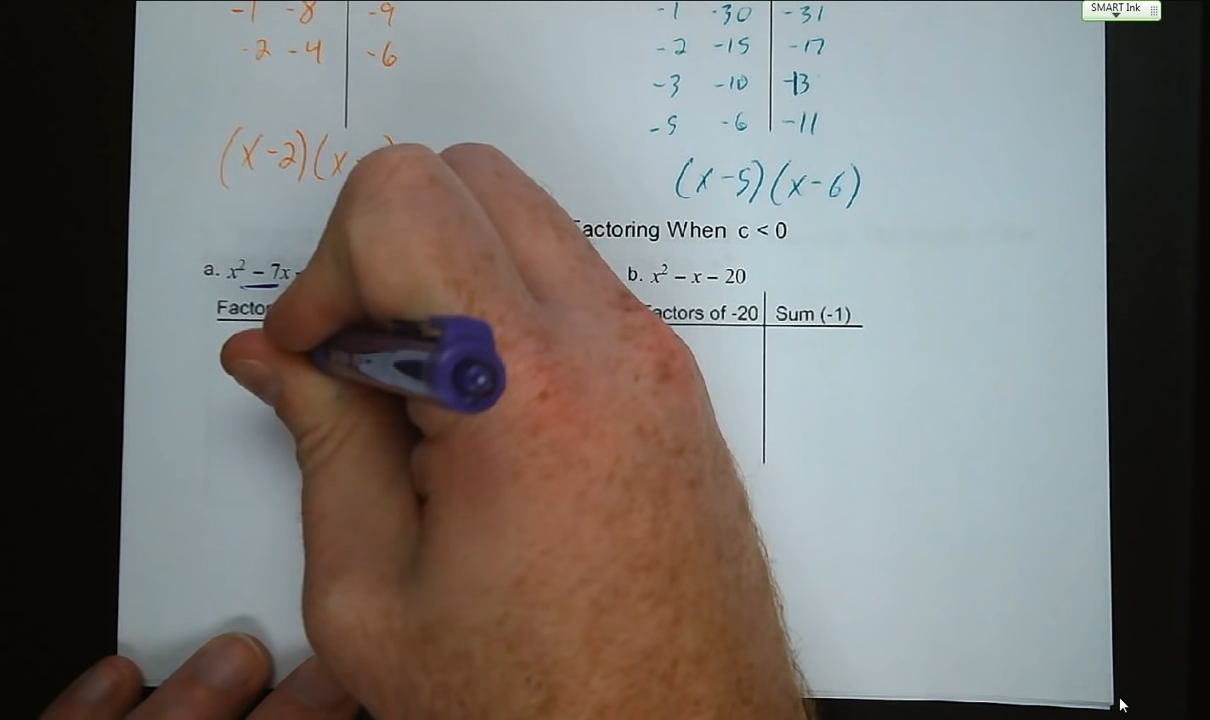 SMART Ink
-1 -8 -9
-2 -4 -6
-1 -30 -31
-2 -15 -17
-3 -10 -13
-5 -6 -11
(x-2)(x-
(x-5)(x-6)
Factoring When c < 0
a. x² - 7x
b. x² - x - 20
Factors of -20 Sum (-1)